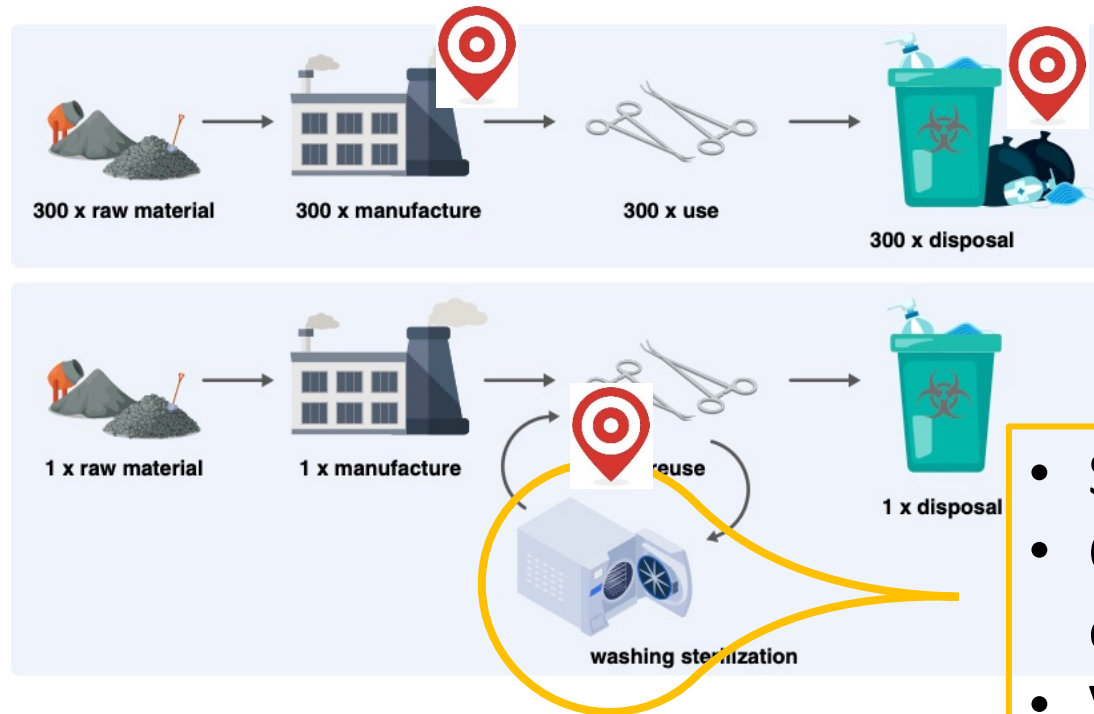 300 x raw material
300 x manufacture
300 x use
300 x disposal
1 x raw material
1 x manufacture
reuse
1 x disposal
washing sterilization